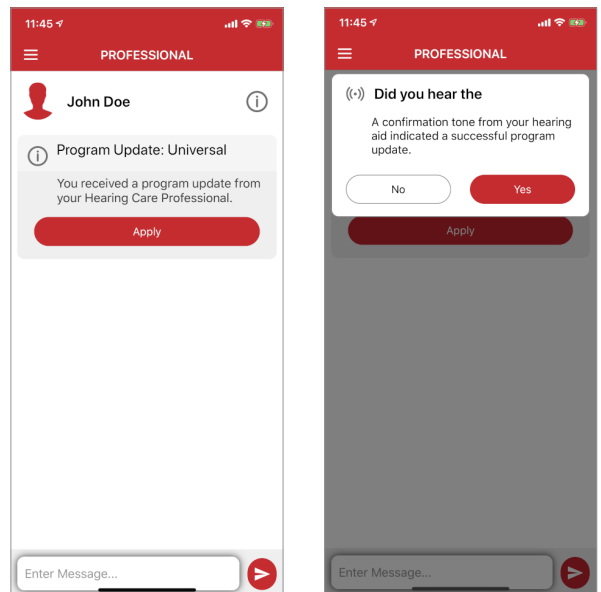 11:45
PROFESSIONAL
John Doe
Program Update: Universal
You received a program update from
your Hearing Care Professional.
Apply
Enter Message...
11:45
PROFESSIONAL
Did you hear the
A confirmation tone from your hearing
aid indicated a successful program
update.
No
Yes
Apply
Enter Message...